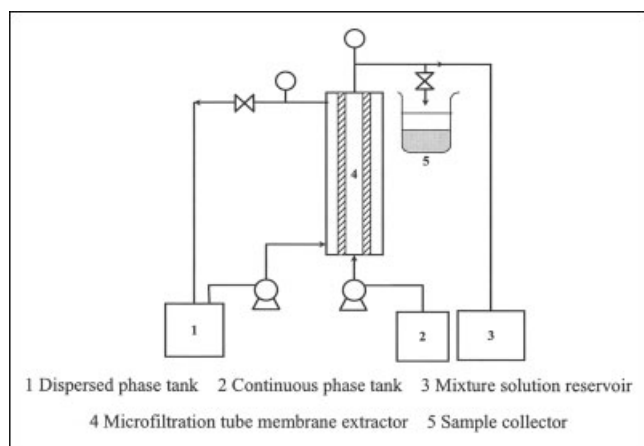 4
5
1
2
3
1 Dispersed phase tank 2 Continuous phase tank 3 Mixture solution reservoir
4 Microfiltration tube membrane extractor 5 Sample collector